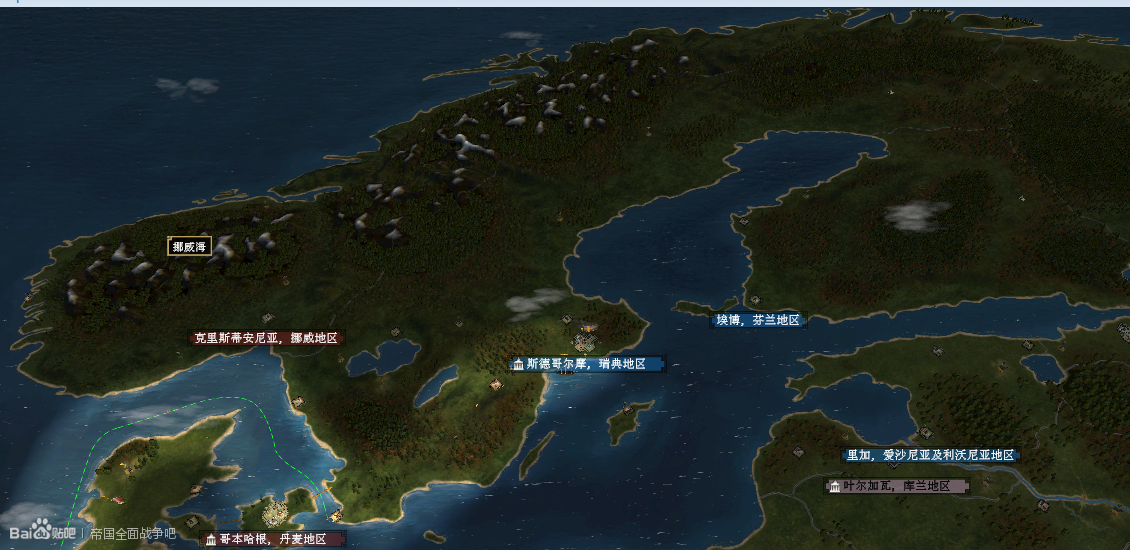 挪威海
克里斯蒂安尼亚，挪威地区
埃博，芬兰地区
斯德哥尔摩，瑞典地区
里加，爱沙尼亚及利沃尼亚地区
叶尔加瓦，库兰地区
哥本哈根，丹麦地区
Bai贴吧 | 帝国全面战争吧